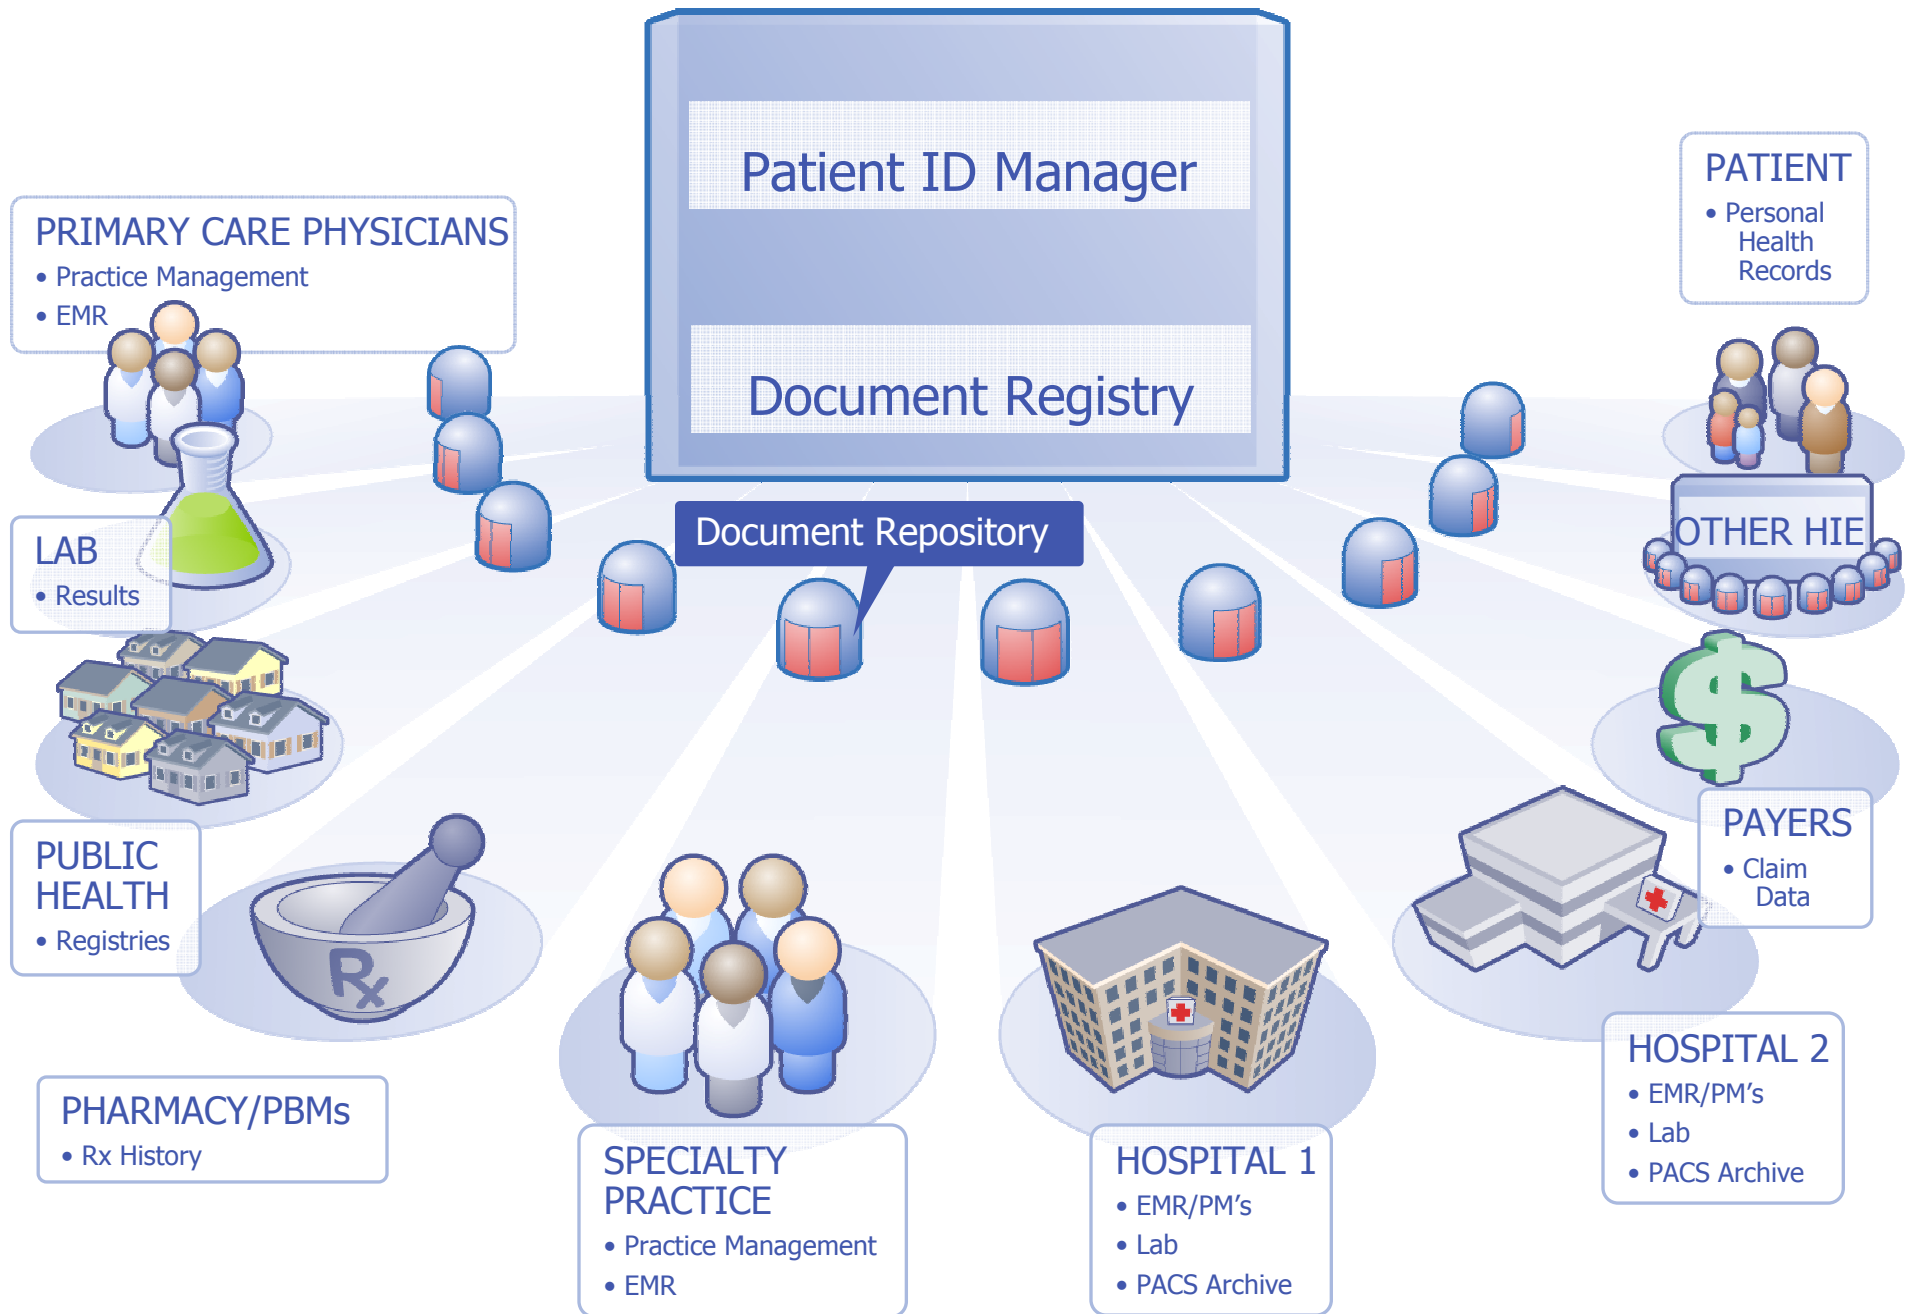 Patient ID Manager
Document Registry
Document Repository
PRIMARY CARE PHYSICIANS
• Practice Management
• EMR
LAB
• Results
PUBLIC
HEALTH
• Registries
PHARMACY/PBMs
• Rx History
Rx
SPECIALTY
PRACTICE
• Practice Management
• EMR
HOSPITAL 1
• EMR/PM’s
• Lab
• PACS Archive
HOSPITAL 2
• EMR/PM’s
• Lab
• PACS Archive
PAYERS
• Claim
Data
$
OTHER HIE
PATIENT
• Personal
Health
Records